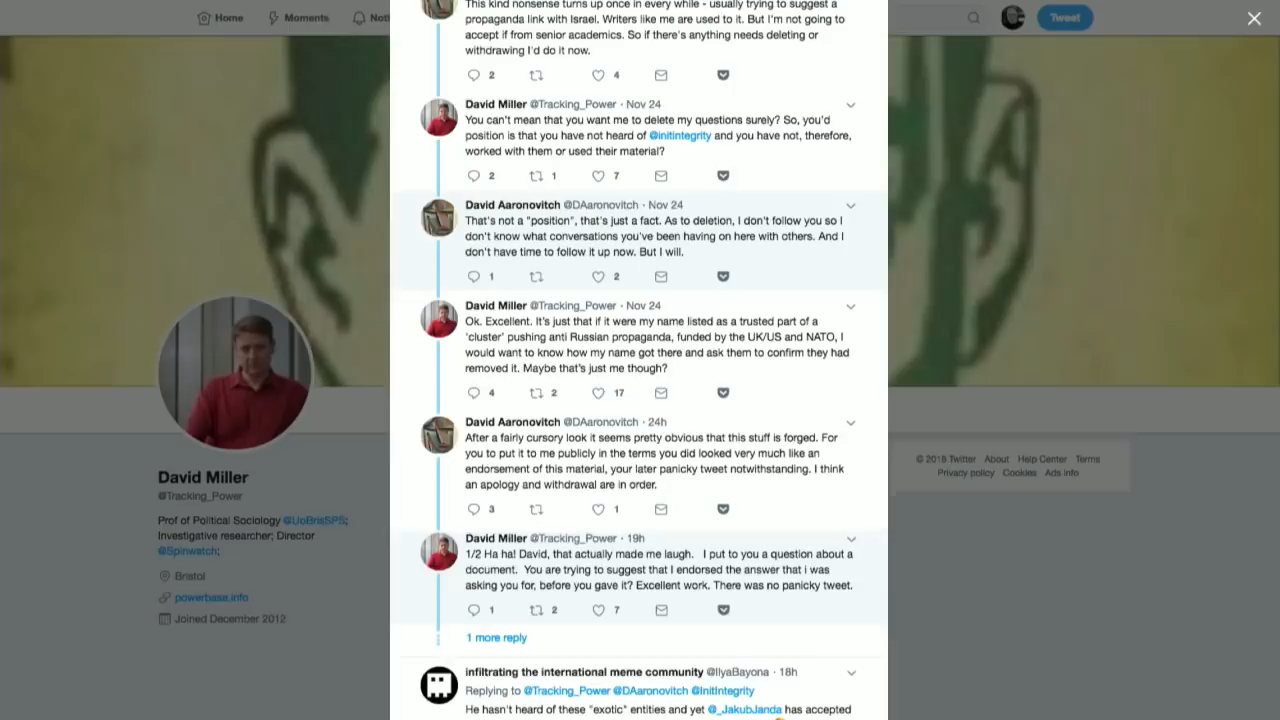 Home
Moments
Noti
Tweet
This kind nonsense turns up once in every while - usually trying to suggest a
propaganda link with Israel. Writers like me are used to it. But I'm not going to
accept if from senior academics. So if there's anything needs deleting or
withdrawing I'd do it now.
2
4
David Miller @Tracking_Power · Nov 24
You can't mean that you want me to delete my questions surely? So, you'd
position is that you have not heard of @initintegrity and you have not, therefore,
worked with them or used their material?
2 1 7
David Aaronovitch @DAaronovitch · Nov 24
That's not a "position", that's just a fact. As to deletion, I don't follow you so I
don't know what conversations you've been having on here with others. And I
don't have time to follow it up now. But I will.
1 2
David Miller @Tracking_Power · Nov 24
Ok. Excellent. It's just that if it were my name listed as a trusted part of a
'cluster' pushing anti Russian propaganda, funded by the UK/US and NATO, I
would want to know how my name got there and ask them to confirm they had
removed it. Maybe that's just me though?
4 2 17
David Aaronovitch @DAaronovitch · 24h
After a fairly cursory look it seems pretty obvious that this stuff is forged. For
you to put it to me publicly in the terms you did looked very much like an
endorsement of this material, your later panicky tweet notwithstanding. I think
an apology and withdrawal are in order.
3 1
David Miller @Tracking_Power · 19h
1/2 Ha ha! David, that actually made me laugh. I put to you a question about a
document. You are trying to suggest that I endorsed the answer that i was
asking you for, before you gave it? Excellent work. There was no panicky tweet.
1 2 7
1 more reply
infiltrating the international meme community @IlyaBayona · 18h
Replying to @Tracking_Power @DAaronovitch @InitIntegrity
He hasn't heard of these "exotic" entities and yet @_JakubJanda has accepted
David Miller
@Tracking_Power
Prof of Political Sociology @UoBrisSPS;
Investigative researcher; Director
@Spinwatch;
Bristol
powerbase.info
Joined December 2012
© 2018 Twitter About Help Center Terms
Privacy policy Cookies Ads info